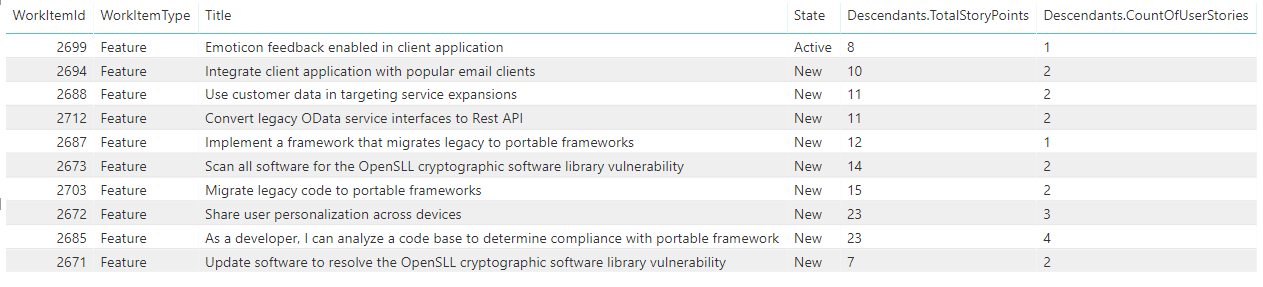 WorkItemId WorkItemType Title State Descendants.TotalStoryPoints Descendants.CountOfUserStories
2699 Feature Emoticon feedback enabled in client application Active 8 1
2694 Feature Integrate client application with popular email clients New 10 2
2688 Feature Use customer data in targeting service expansions New 11 2
2712 Feature Convert legacy OData service interfaces to Rest API New 11 2
2687 Feature Implement a framework that migrates legacy to portable frameworks New 12 1
2673 Feature Scan all software for the OpenSLL cryptographic software library vulnerability New 14 2
2703 Feature Migrate legacy code to portable frameworks New 15 2
2672 Feature Share user personalization across devices New 23 3
2685 Feature As a developer, I can analyze a code base to determine compliance with portable framework New 23 4
2671 Feature Update software to resolve the OpenSLL cryptographic software library vulnerability New 7 2